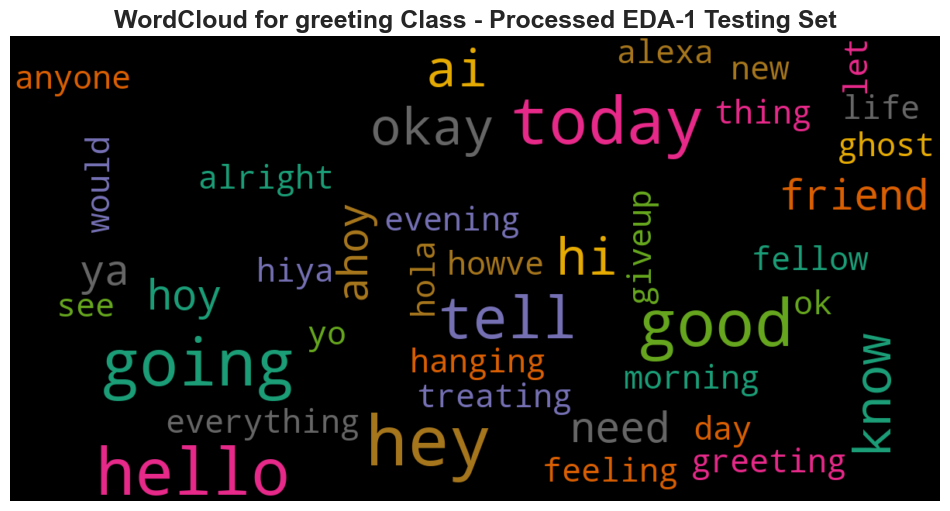 WordCloud for greeting Class - Processed EDA-1 Testing Set
alexa
let
ai
new
anyone
life
thing
today
okay
ghost
would
alright
friend
evening
ahoy
giveup
hi
hola
howve
fellow
ya
hiya
see
hoy
ok
tell
good
yo
going
hanging
know
morning
treating
everything
hey
need
day
hello
feeling
greeting